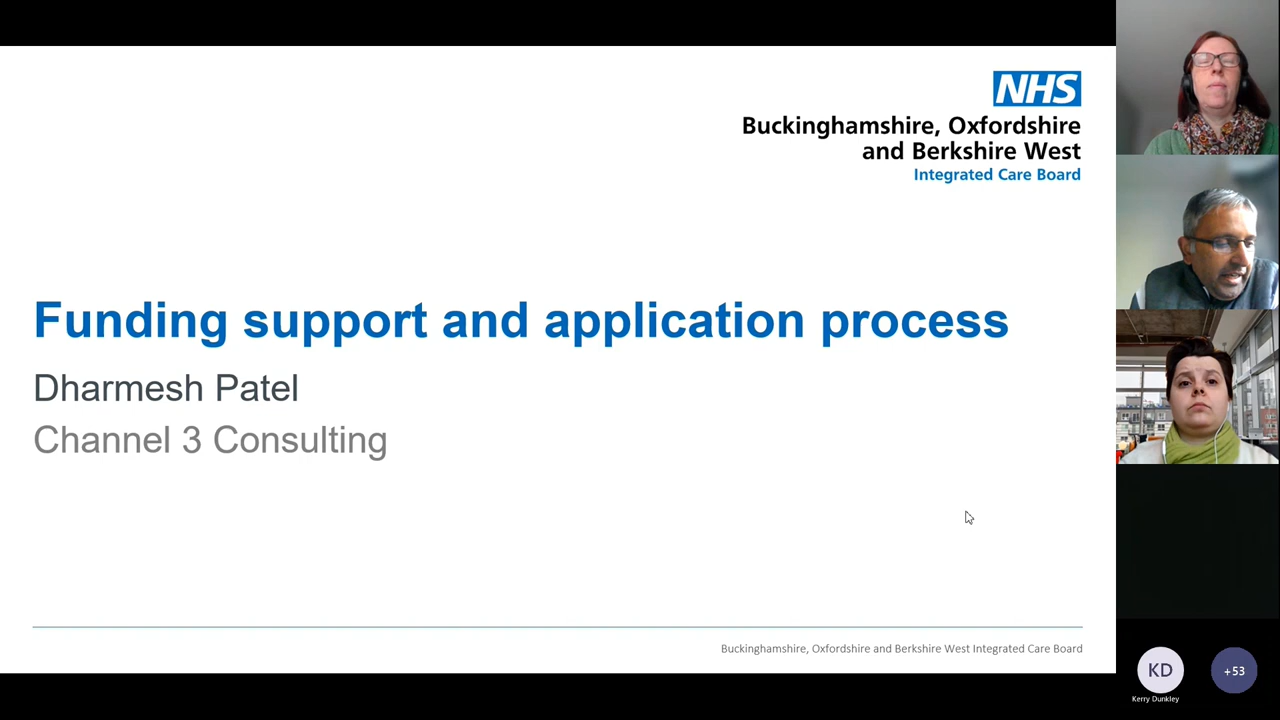 NHS
Buckinghamshire, Oxfordshire
and Berkshire West
Integrated Care Board
Funding support and application process
Dharmesh Patel
Channel 3 Consulting
Buckinghamshire, Oxfordshire and Berkshire West Integrated Care Board
KD
+53
Kerry Dunkley